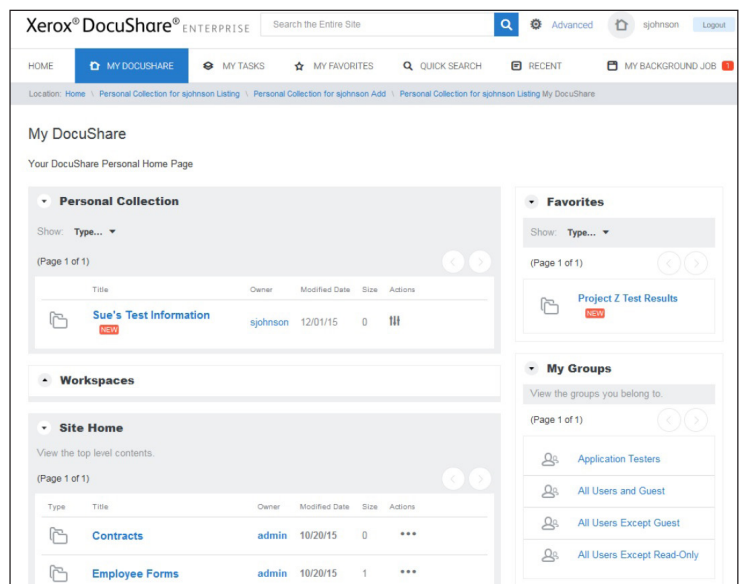 Xerox® DocuShare® ENTERPRISE Search the Entire Site Advanced sjohnson Logout
HOME MY DOCUSHARE MY TASKS MY FAVORITES QUICK SEARCH RECENT MY BACKGROUND JOB 1
Location: Home \ Personal Collection for sjohnson Listing \ Personal Collection for sjohnson Add \ Personal Collection for sjohnson Listing My DocuShare
My DocuShare
Your DocuShare Personal Home Page
Personal Collection
Show: Type...
(Page 1 of 1)
Title Owner Modified Date Size Actions
Sue's Test Information sjohnson 12/01/15 0
NEW
Workspaces
Site Home
View the top level contents.
(Page 1 of 1)
Type Title Owner Modified Date Size Actions
Contracts admin 10/20/15 0
Employee Forms admin 10/20/15 1
Favorites
Show: Type...
(Page 1 of 1)
Project Z Test Results
NEW
My Groups
View the groups you belong to.
(Page 1 of 1)
Application Testers
All Users and Guest
All Users Except Guest
All Users Except Read-Only